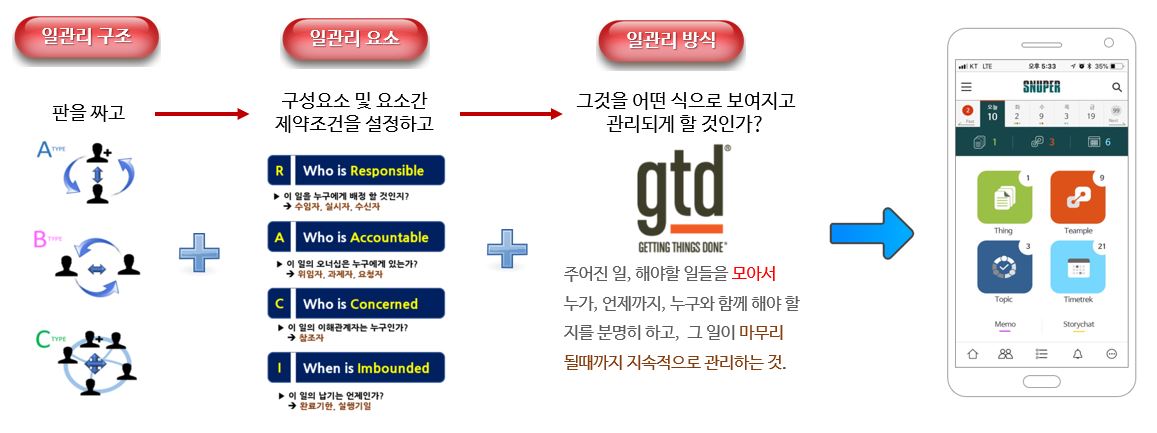 일관리 구조
판을 짜고
A TYPE
B TYPE
C TYPE
일관리 요소
구성요소 및 요소간
제약조건을 설정하고
R Who is Responsible
▶ 이 일을 누구에게 배정 할 것인지?
→ 수임자, 실시자, 수신자
A Who is Accountable
▶ 이 일의 오너십은 누구에게 있는가?
→ 위임자, 과제자, 요청자
C Who is Concerned
▶ 이 일의 이해관계자는 누구인가?
→ 참조자
I When is Imbounded
▶ 이 일의 납기는 언제인가?
→ 완료기한, 실행기일
일관리 방식
그것을 어떤 식으로 보여지고
관리되게 할 것인가?
gtd®
GETTING THINGS DONE®
주어진 일, 해야할 일들을 모아서
누가, 언제까지, 누구와 함께 해야 할
지를 분명히 하고, 그 일이 마무리
될때까지 지속적으로 관리하는 것.
KT LTE 오후 5:33 35%
SNUPER
2 오늘 화 수 목 금 99
Past 10 2 9 3 19 Next
1 3 6
1 9
Thing Teample
3 21
Topic Timetrek
Memo Storychat